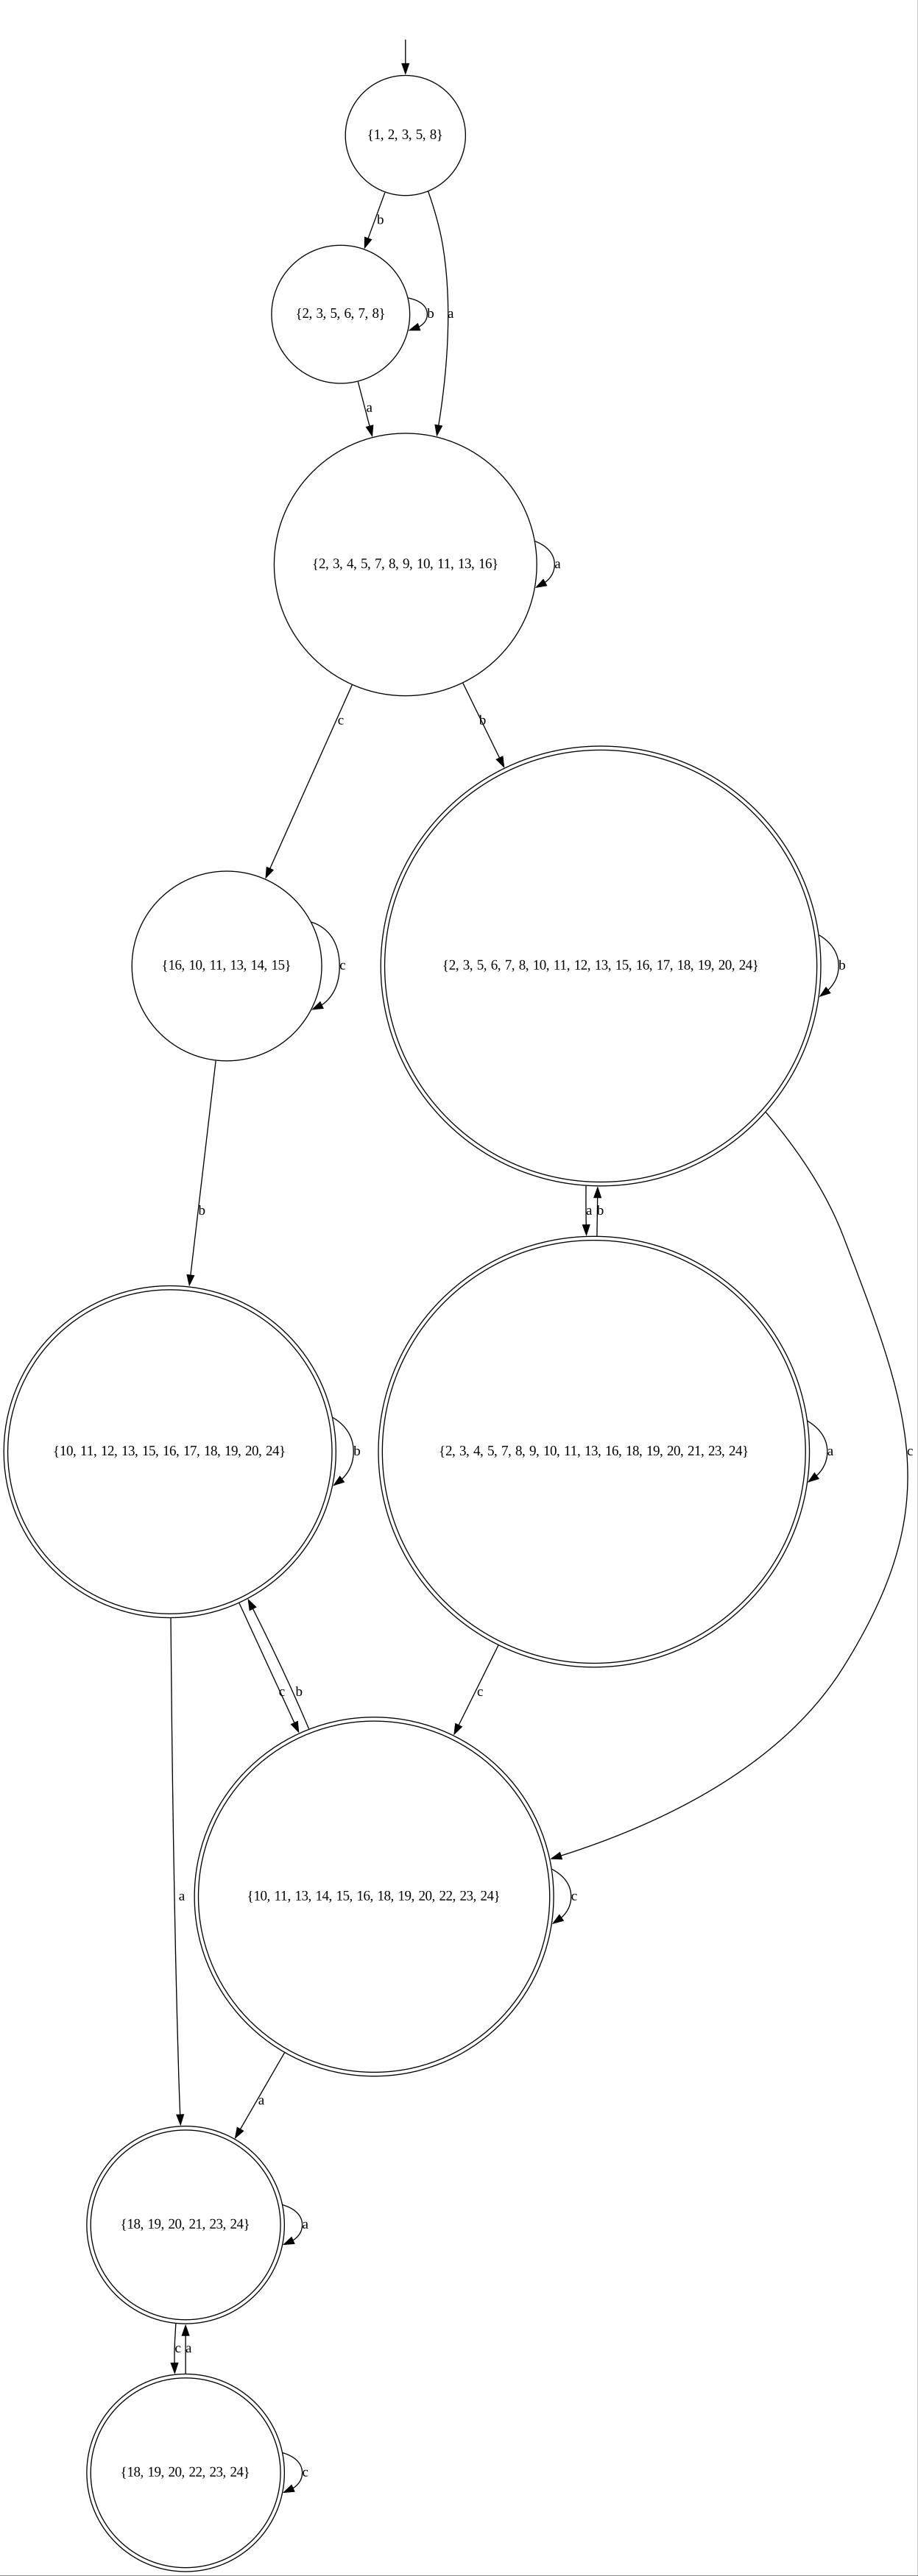 {1, 2, 3, 5, 8}
b
{2, 3, 5, 6, 7, 8}
b
a
a
{2, 3, 4, 5, 7, 8, 9, 10, 11, 13, 16}
a
c
b
{16, 10, 11, 13, 14, 15}
c
{2, 3, 5, 6, 7, 8, 10, 11, 12, 13, 15, 16, 17, 18, 19, 20, 24}
b
b
a
b
{10, 11, 12, 13, 15, 16, 17, 18, 19, 20, 24}
b
{2, 3, 4, 5, 7, 8, 9, 10, 11, 13, 16, 18, 19, 20, 21, 23, 24}
a
c
c
b
c
a
{10, 11, 13, 14, 15, 16, 18, 19, 20, 22, 23, 24}
c
a
{18, 19, 20, 21, 23, 24}
a
c
a
{18, 19, 20, 22, 23, 24}
c